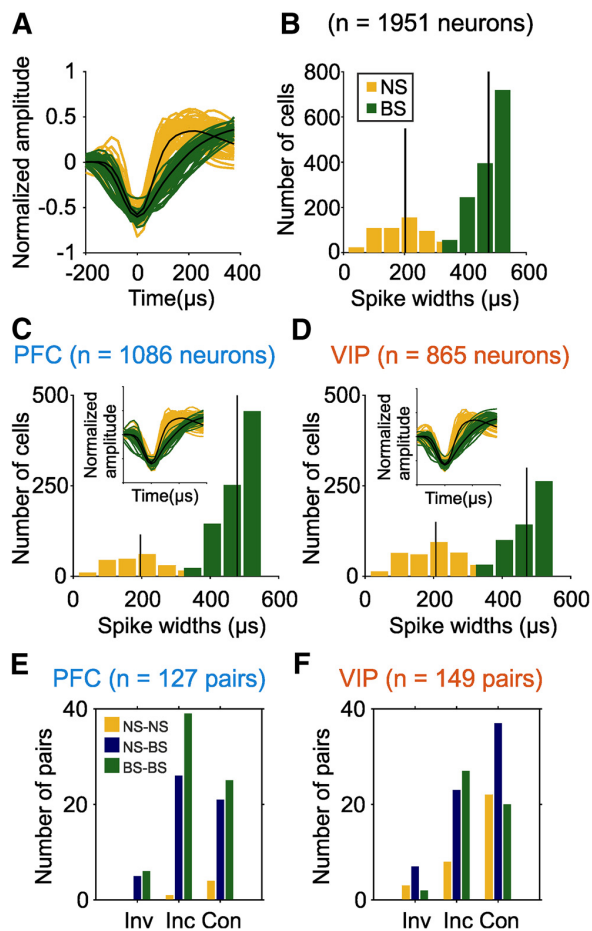 A
B (n = 1951 neurons)
Normalized amplitude
1
0.5
0
-0.5
-1
-200 0 200 400
Time(μs)
Number of cells
800
600
400
200
0
NS
BS
0 200 400 600
Spike widths (μs)
C
PFC (n = 1086 neurons)
Number of cells
500
250
0
Normalized
amplitude
Time(μs)
0 200 400 600
Spike widths (μs)
D
VIP (n = 865 neurons)
Number of cells
500
250
0
Normalized
amplitude
Time(μs)
0 200 400 600
Spike widths (μs)
E
PFC (n = 127 pairs)
Number of pairs
40
20
0
NS-NS
NS-BS
BS-BS
Inv Inc Con
F
VIP (n = 149 pairs)
Number of pairs
40
20
0
Inv Inc Con